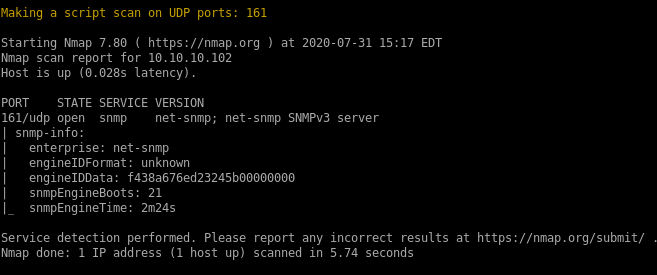 Making a script scan on UDP ports: 161
Starting Nmap 7.80 ( https://nmap.org ) at 2020-07-31 15:17 EDT
Nmap scan report for 10.10.10.102
Host is up (0.028s latency).
PORT    STATE SERVICE VERSION
161/udp open  snmp    net-snmp; net-snmp SNMPv3 server
| snmp-info:
|   enterprise: net-snmp
|   engineIDFormat: unknown
|   engineIDData: f438a676ed23245b00000000
|   snmpEngineBoots: 21
|_  snmpEngineTime: 2m24s
Service detection performed. Please report any incorrect results at https://nmap.org/submit/ .
Nmap done: 1 IP address (1 host up) scanned in 5.74 seconds